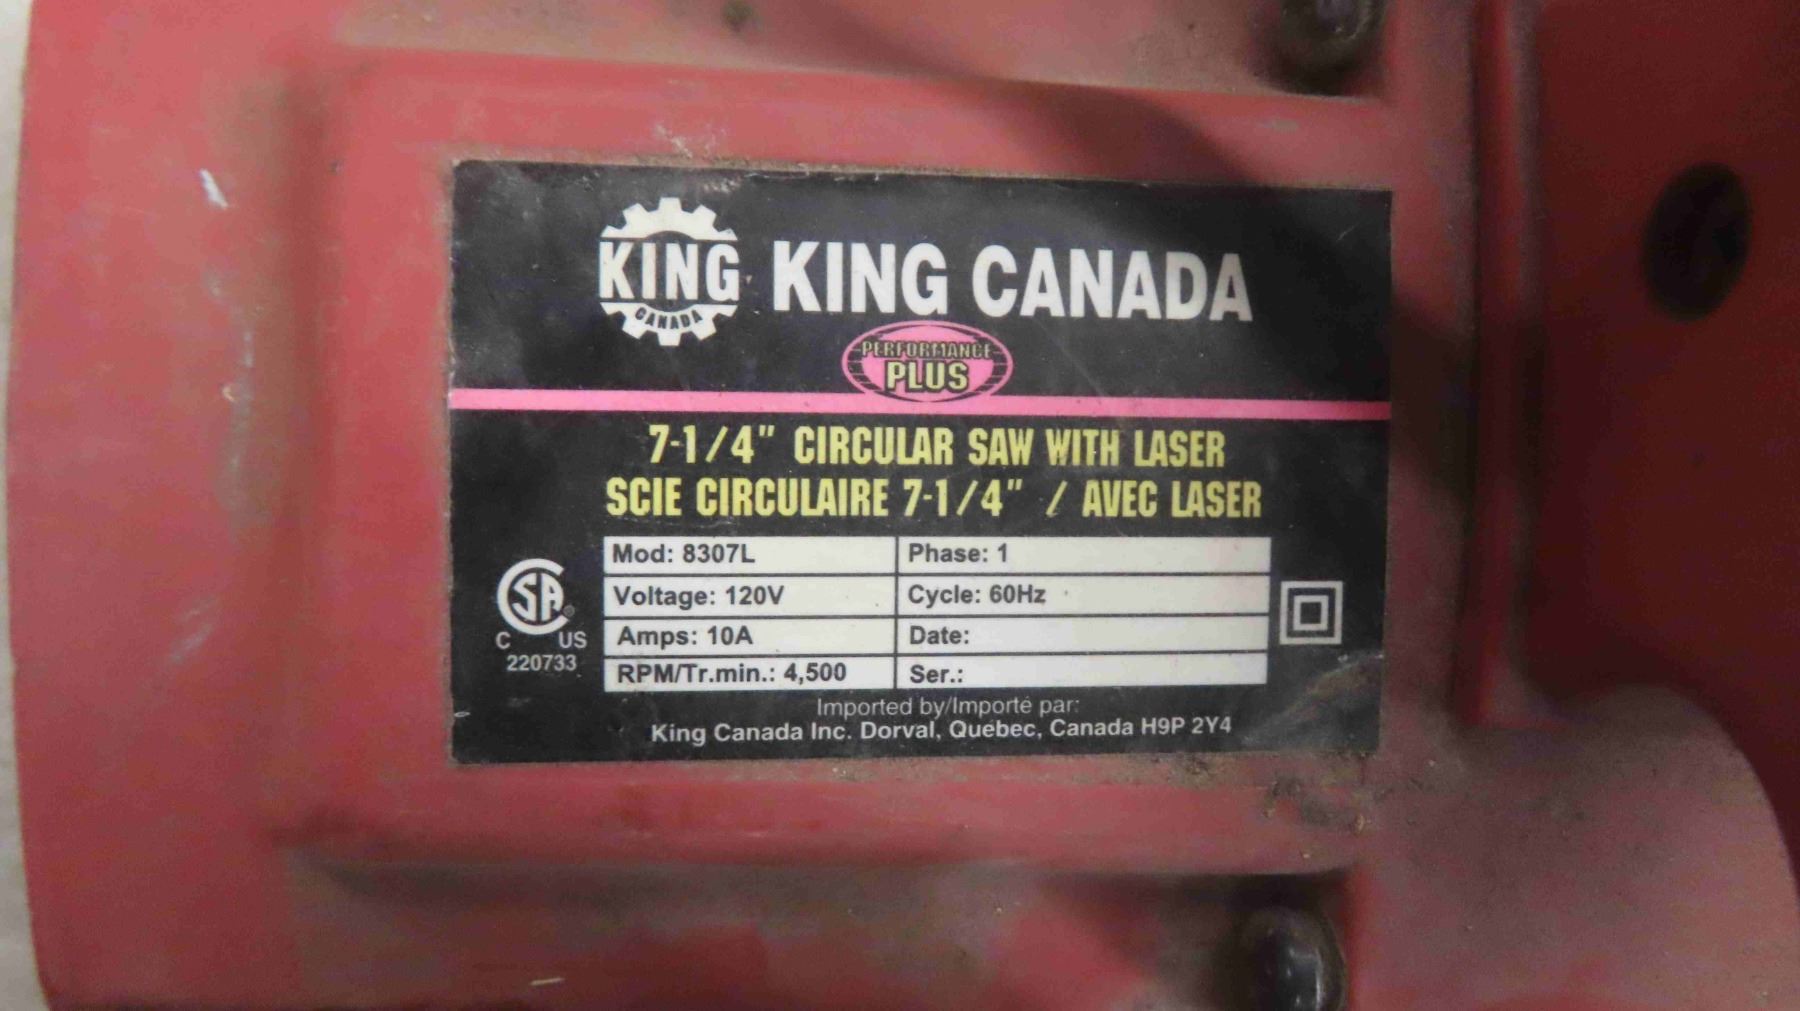 KING
CANADA
KING CANADA
PERFORMANCE
PLUS
7-1/4" CIRCULAR SAW WITH LASER
SCIE CIRCULAIRE 7-1/4" / AVEC LASER
Mod: 8307L Phase: 1
Voltage: 120V Cycle: 60Hz
Amps: 10A Date:
RPM/Tr.min.: 4,500 Ser.:
SA ®
C US
220733
Imported by/Importé par:
King Canada Inc. Dorval, Québec, Canada H9P 2Y4